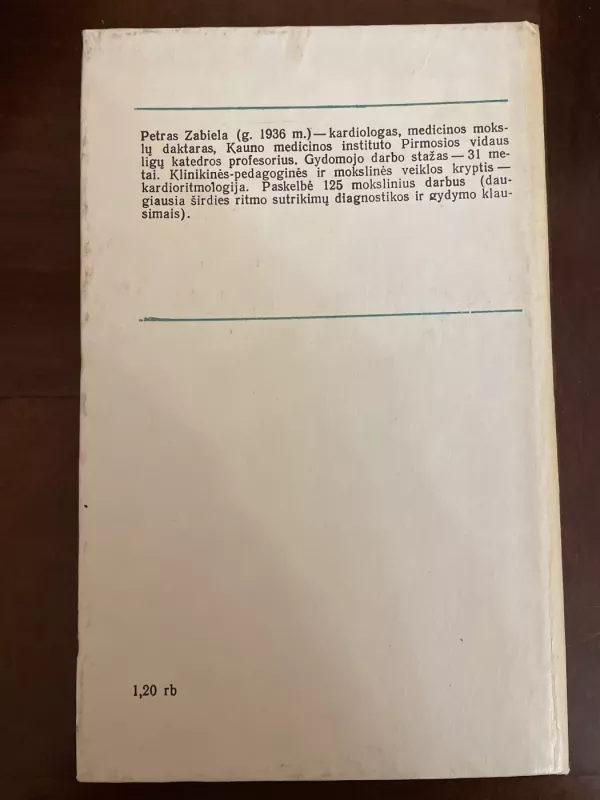 Petras Zabiela (g. 1936 m.) — kardiologas, medicinos moks-
lų daktaras, Kauno medicinos instituto Pirmosios vidaus
ligų katedros profesorius. Gydomojo darbo stažas — 31 me-
tai. Klinikinės-pedagoginės ir mokslinės veiklos kryptis —
kardioritmologija. Paskelbė 125 mokslinius darbus (dau-
giausia širdies ritmo sutrikimų diagnostikos ir gydymo klau-
simais).
1,20 rb